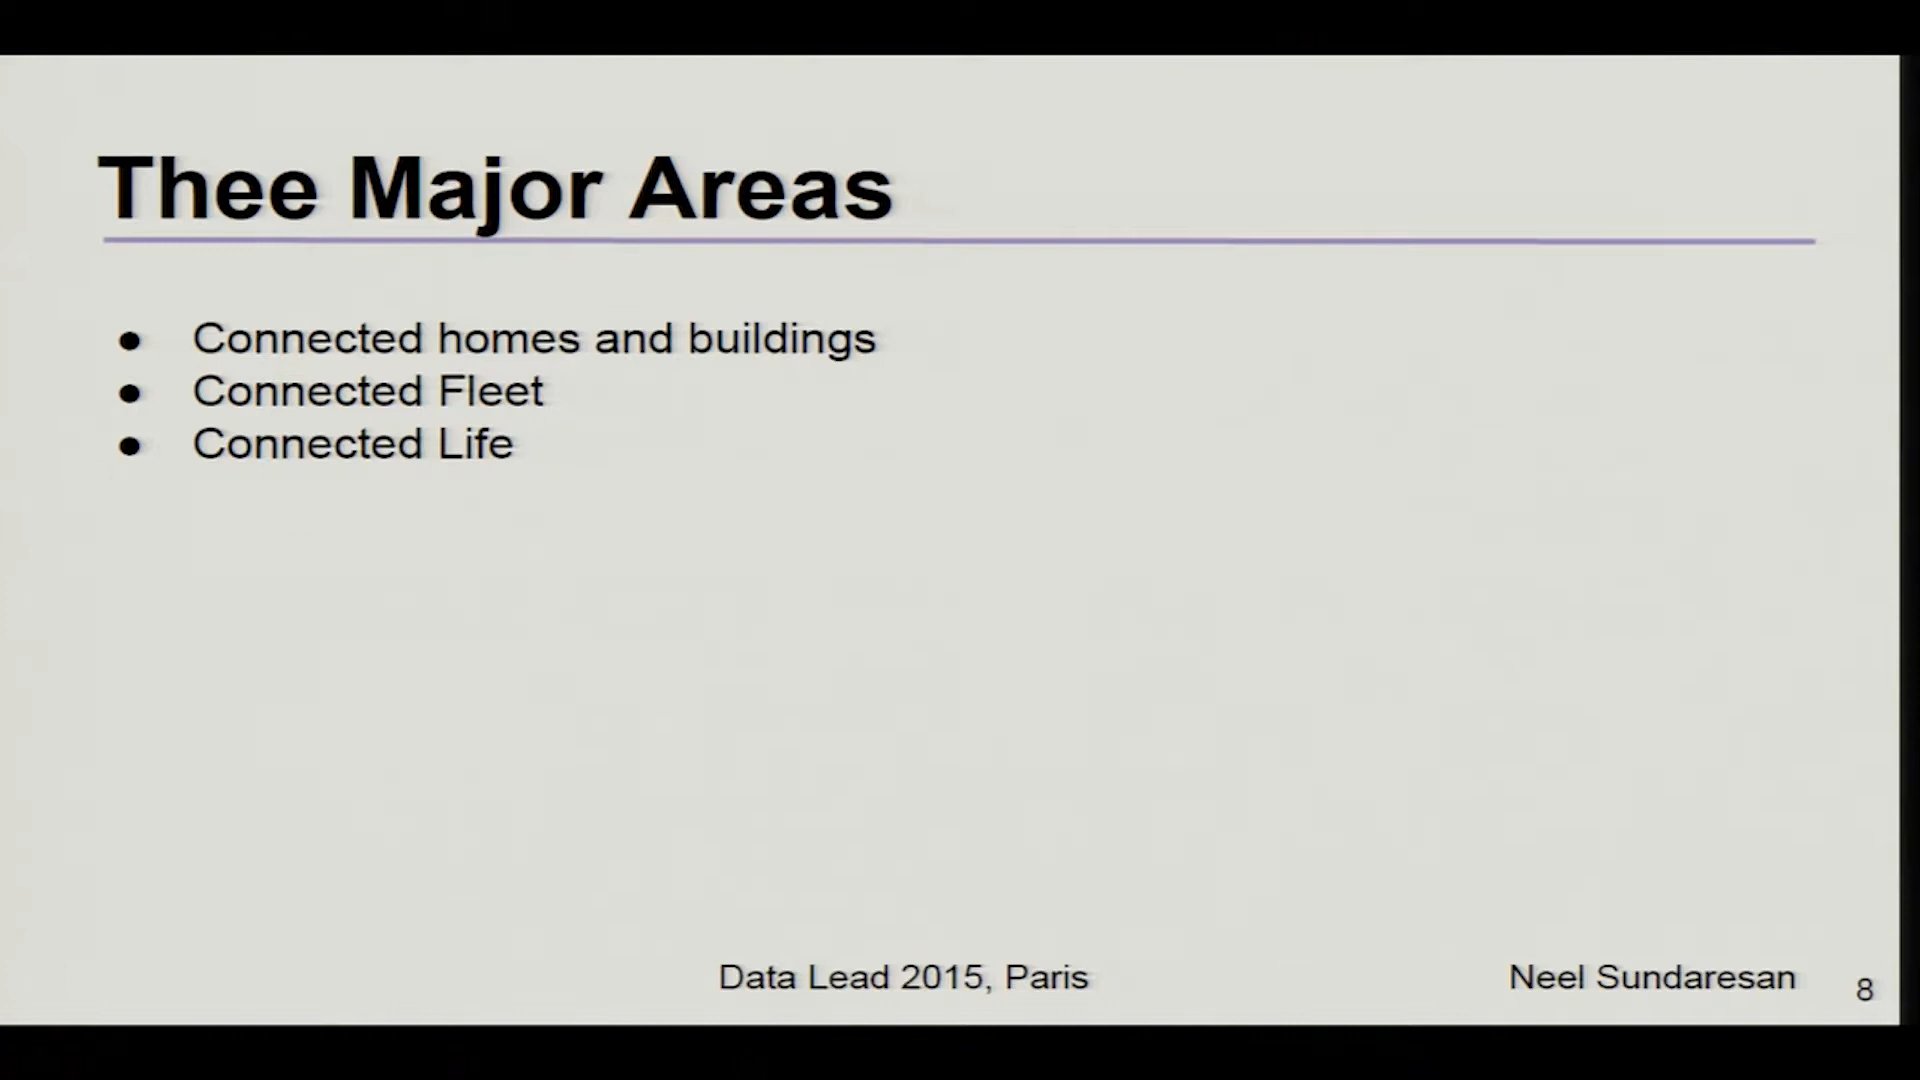 Thee Major Areas
● Connected homes and buildings
● Connected Fleet
● Connected Life
Data Lead 2015, Paris
Neel Sundaresan
8